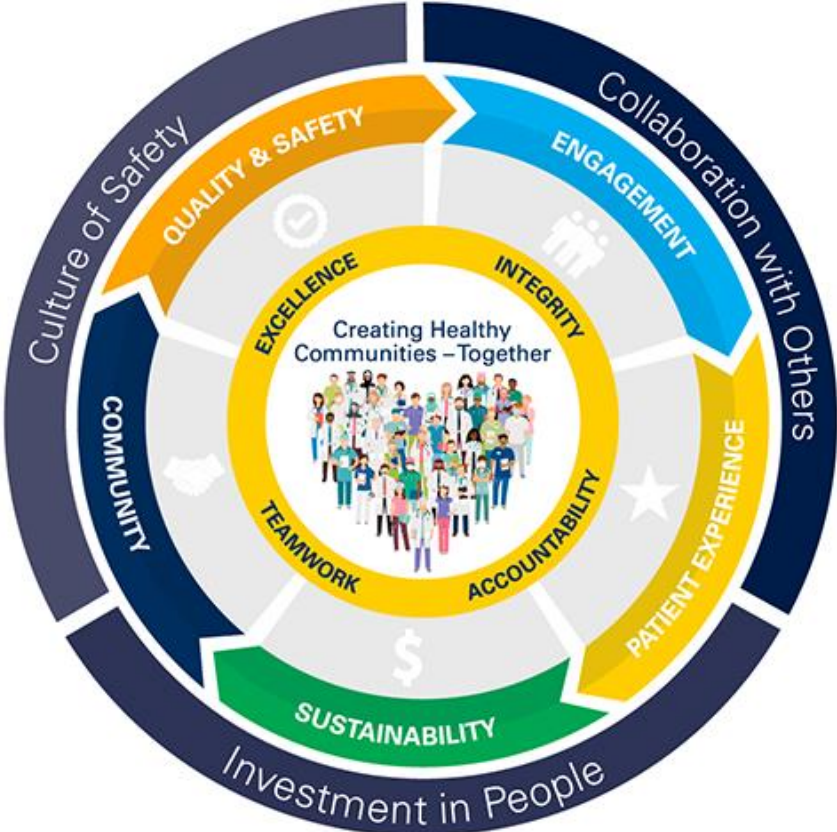 Culture of Safety
Collaboration with Others
Investment in People
QUALITY & SAFETY
ENGAGEMENT
PATIENT EXPERIENCE
SUSTAINABILITY
COMMUNITY
EXCELLENCE
INTEGRITY
ACCOUNTABILITY
TEAMWORK
Creating Healthy
Communities – Together
$